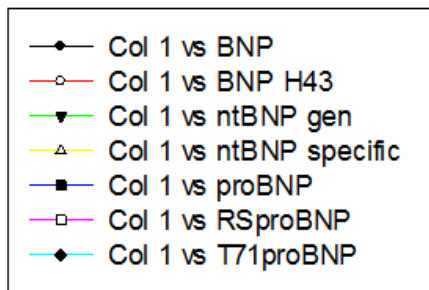 Col 1 vs BNP
Col 1 vs BNP H43
Col 1 vs ntBNP gen
Col 1 vs ntBNP specific
Col 1 vs proBNP
Col 1 vs RSproBNP
Col 1 vs T71proBNP